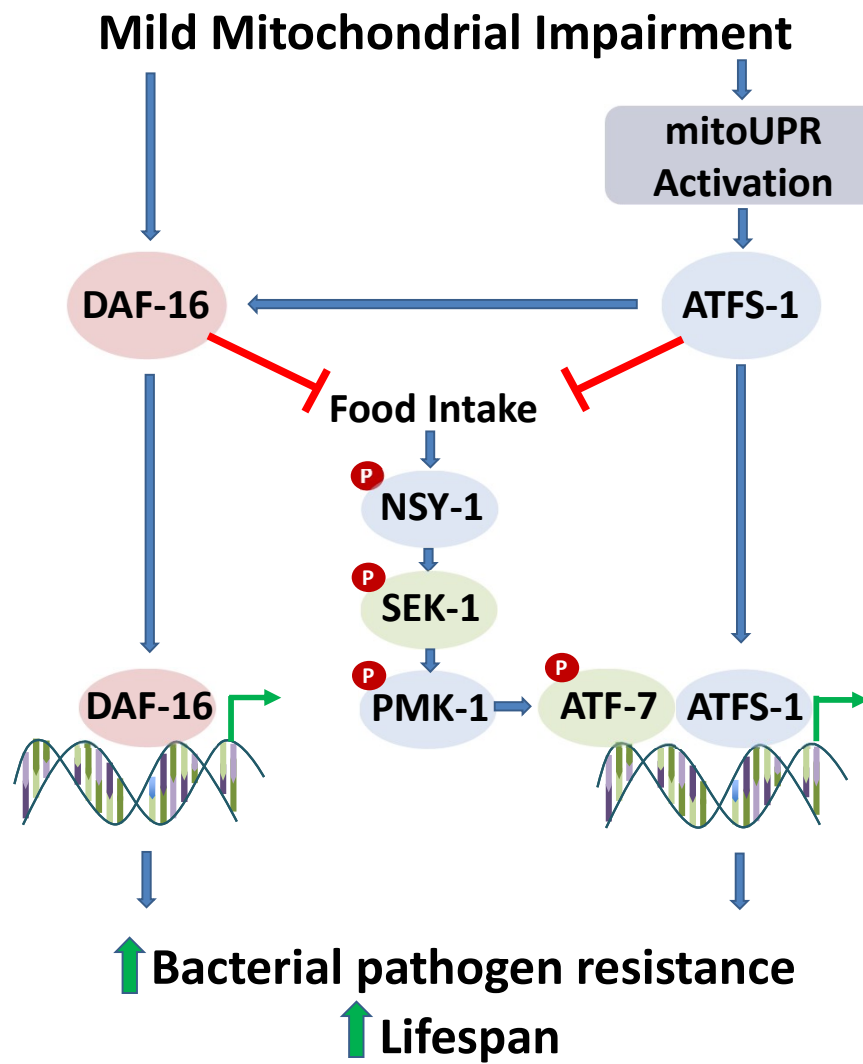 Mild Mitochondrial Impairment
mitoUPR
Activation
DAF-16
ATFS-1
Food Intake
P
NSY-1
P
SEK-1
P
PMK-1
P
ATF-7
DAF-16
ATFS-1
Bacterial pathogen resistance
Lifespan